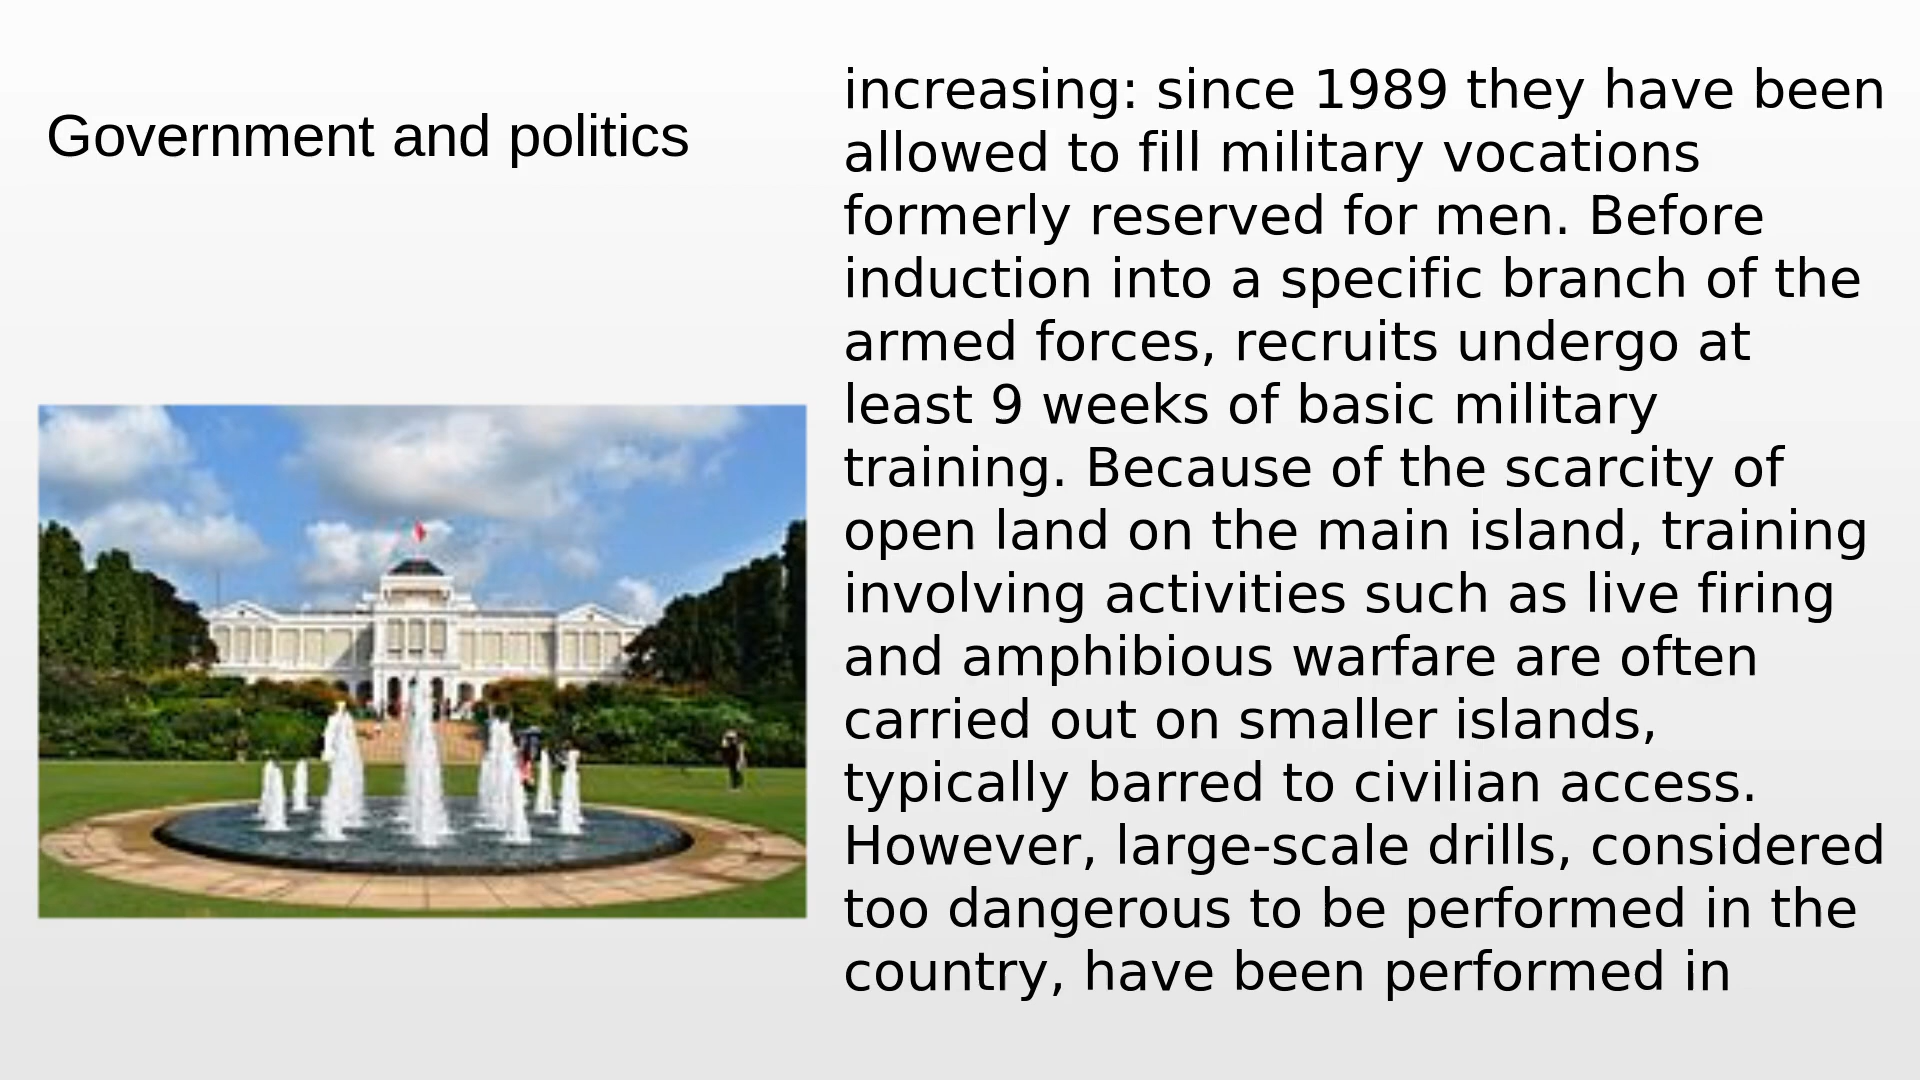 Government and politics
increasing: since 1989 they have been
allowed to fill military vocations
formerly reserved for men. Before
induction into a specific branch of the
armed forces, recruits undergo at
least 9 weeks of basic military
training. Because of the scarcity of
open land on the main island, training
involving activities such as live firing
and amphibious warfare are often
carried out on smaller islands,
typically barred to civilian access.
However, large-scale drills, considered
too dangerous to be performed in the
country, have been performed in